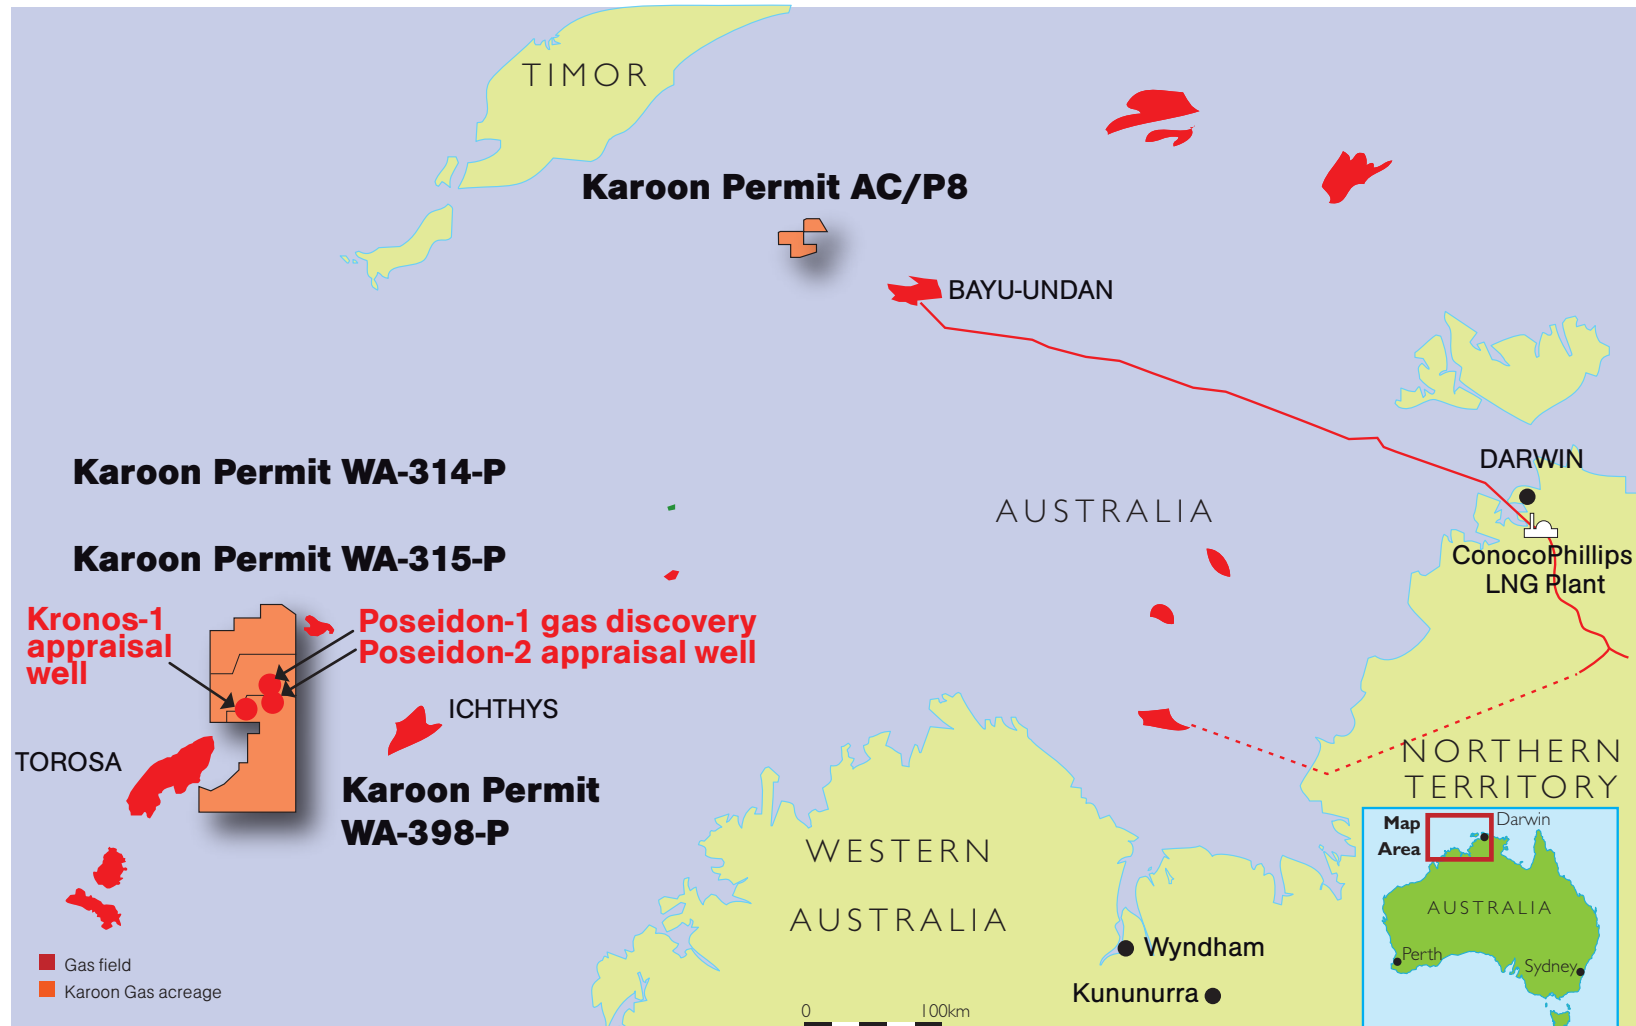 TIMOR
Karoon Permit AC/P8
BAYU-UNDAN
DARWIN
Karoon Permit WA-314-P
AUSTRALIA
ConocoPhillips
LNG Plant
Karoon Permit WA-315-P
Kronos-1
appraisal
well
Poseidon-1 gas discovery
Poseidon-2 appraisal well
ICHTHYS
TOROSA
Karoon Permit
WA-398-P
NORTHERN
TERRITORY
WESTERN
AUSTRALIA
Wyndham
Kununurra
Gas field
Karoon Gas acreage
0 100km
Map
Area
Darwin
AUSTRALIA
Perth
Sydney